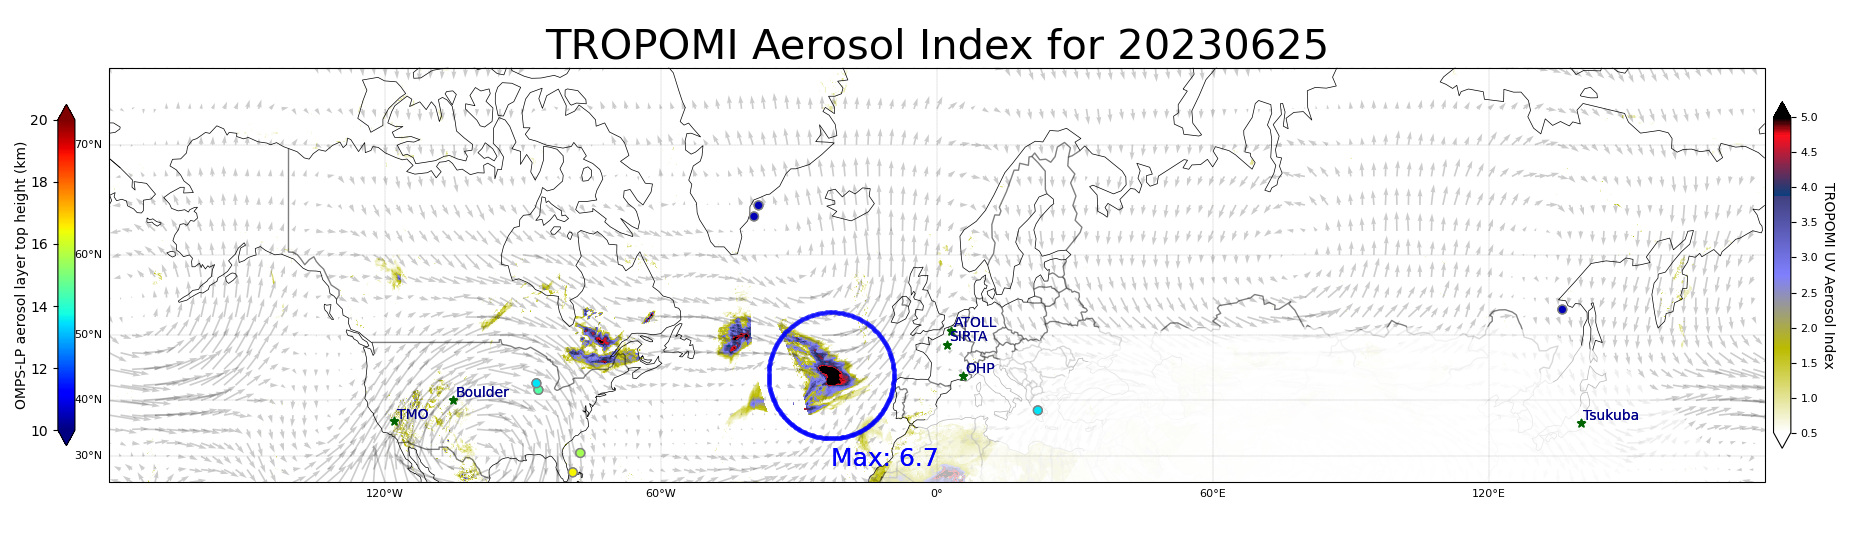 TROPOMI Aerosol Index for 20230625
OMPS-LP aerosol layer top height (km)
20
18
16
14
12
10
70°N
60°N
50°N
40°N
30°N
120°W
60°W
0°
60°E
120°E
ATOLL
SIRTA
OHP
Boulder
TMO
Tsukuba
Max: 6.7
5.0
4.5
4.0
3.5
3.0
2.5
2.0
1.5
1.0
0.5
TROPOMI UV Aerosol Index